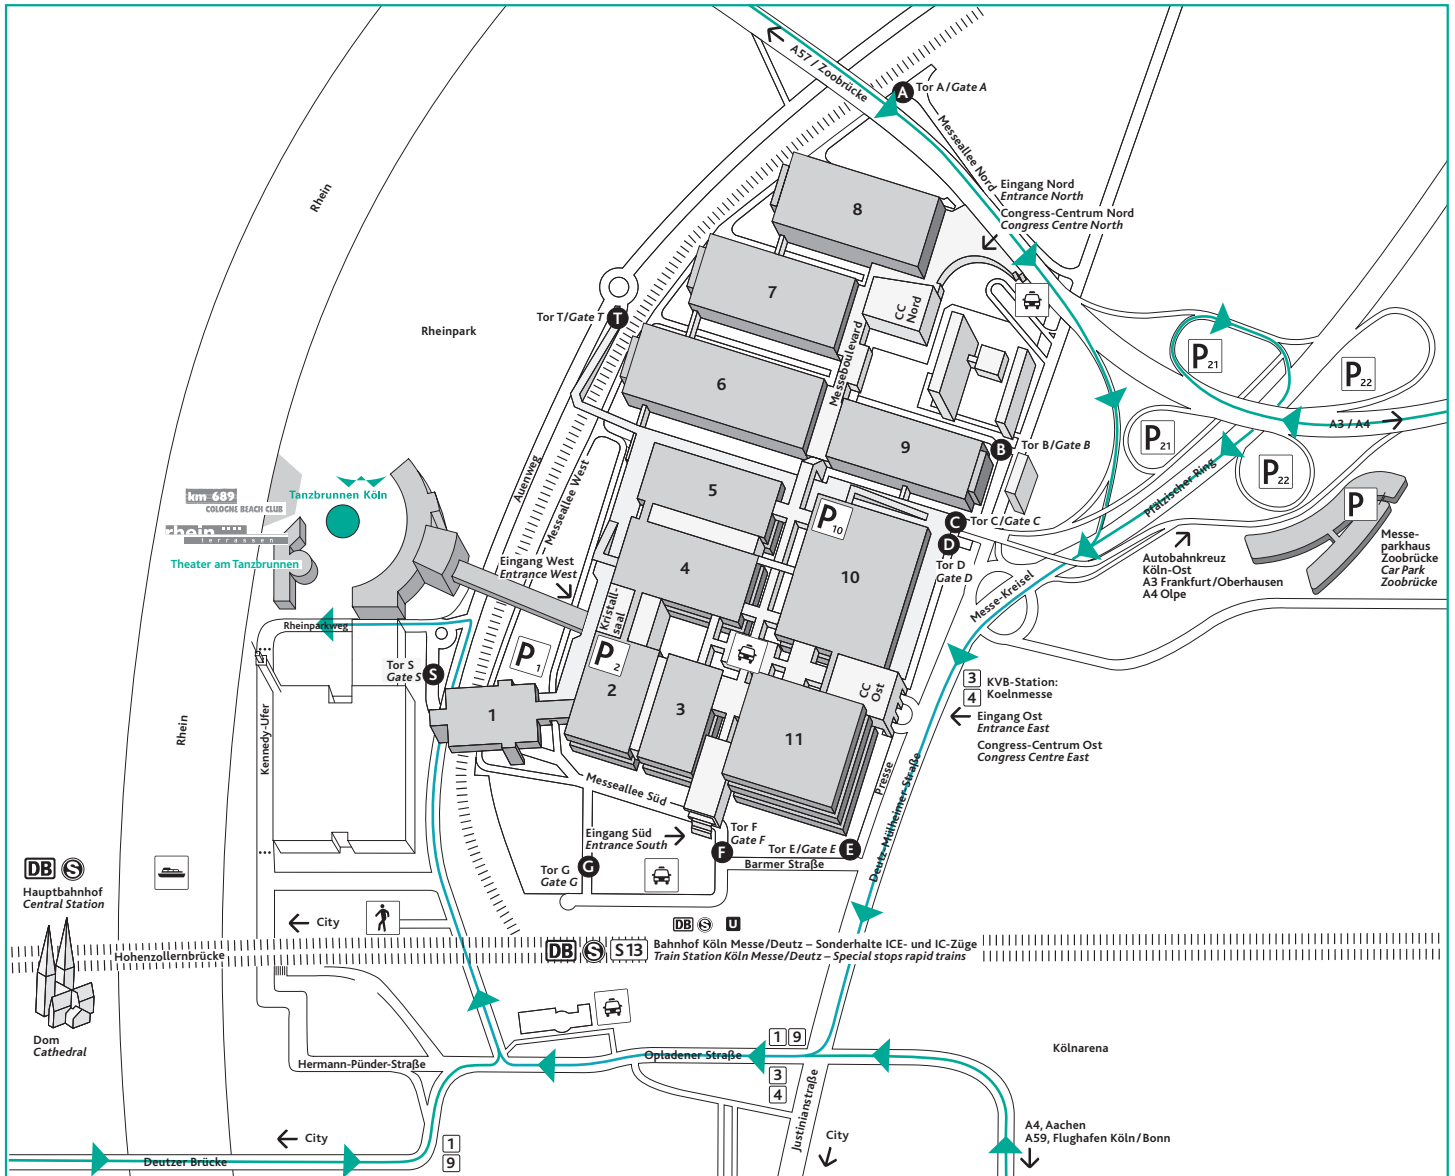 A57 / Zoobrücke
A
Tor A/Gate A
Messeallee Nord
Eingang Nord
Entrance North
Congress-Centrum Nord
Congress Centre North
Rhein
8
7
CC
Nord
Tor T/Gate T
T
Rheinpark
Messeboulevard
6
9
B
Tor B/Gate B
P 21
P 22
A3 / A4
P 21
P 22
Pfälzischer Ring
P
Messe-
parkhaus
Zoobrücke
Car Park
Zoobrücke
Auenweg
Messeallee West
5
P 10
C
Tor C/Gate C
D
Tor D
Gate D
Autobahnkreuz
Köln-Ost
A3 Frankfurt/Oberhausen
A4 Olpe
km 689
COLOGNE BEACH CLUB
Tanzbrunnen Köln
rhein
terrassen
Theater am Tanzbrunnen
Eingang West
Entrance West
4
10
Messe-Kreisel
Kristall-
saal
Rheinparkweg
P 1
P 2
Tor S
Gate S
S
CC
Ost
3
4
KVB-Station:
Koelnmesse
Eingang Ost
Entrance East
Congress-Centrum Ost
Congress Centre East
1
2
3
11
Rhein
Kennedy-Ufer
Messeallee Süd
Presse
Deutz-Mülheimer Straße
Eingang Süd
Entrance South
Tor F
Gate F
F
Tor E/Gate E
E
Barmer Straße
Tor G
Gate G
G
DB S
Hauptbahnhof
Central Station
City
DB S U
DB S S13
Bahnhof Köln Messe/Deutz – Sonderhalte ICE- und IC-Züge
Train Station Köln Messe/Deutz – Special stops rapid trains
Hohenzollernbrücke
Dom
Cathedral
Hermann-Pünder-Straße
Opladener Straße
1 9
3
4
Kölnarena
Justinianstraße
City
City
1
9
Deutzer Brücke
A4, Aachen
A59, Flughafen Köln/Bonn